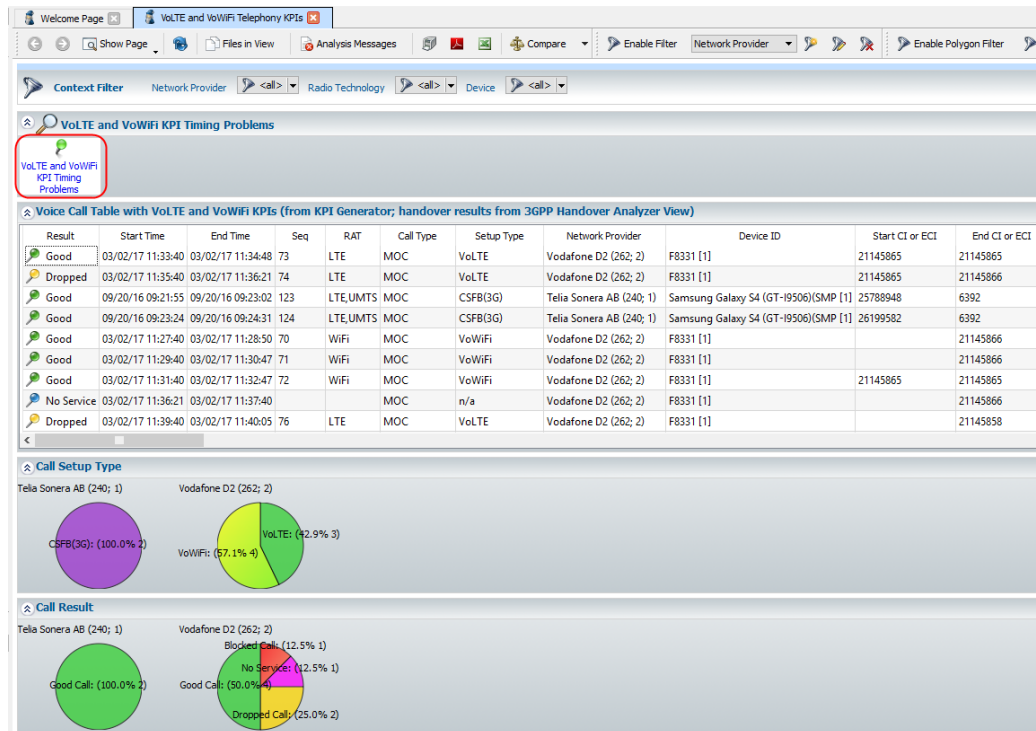 Welcome Page VoLTE and VoWiFi Telephony KPIs
Show Page Files in View Analysis Messages Compare Enable Filter Network Provider Enable Polygon Filter
Context Filter Network Provider <all> Radio Technology <all> Device <all>
VoLTE and VoWiFi KPI Timing Problems
VoLTE and VoWiFi
KPI Timing
Problems
Voice Call Table with VoLTE and VoWiFi KPIs (from KPI Generator; handover results from 3GPP Handover Analyzer View)
Result Start Time End Time Seq RAT Call Type Setup Type Network Provider Device ID Start CI or ECI End CI or ECI
Good 03/02/17 11:33:40 03/02/17 11:34:48 73 LTE MOC VoLTE Vodafone D2 (262; 2) F8331 [1] 21145865 21145865
Dropped 03/02/17 11:35:40 03/02/17 11:36:21 74 LTE MOC VoLTE Vodafone D2 (262; 2) F8331 [1] 21145866
Good 09/20/16 09:21:55 09/20/16 09:23:02 123 LTE,UMTS MOC CSFB(3G) Telia Sonera AB (240; 1) Samsung Galaxy S4 (GT-I9506)(SMP [1] 25788948 6392
Good 09/20/16 09:23:24 09/20/16 09:24:31 124 LTE,UMTS MOC CSFB(3G) Telia Sonera AB (240; 1) Samsung Galaxy S4 (GT-I9506)(SMP [1] 26199582 6392
Good 03/02/17 11:27:40 03/02/17 11:28:50 70 WiFi MOC VoWiFi Vodafone D2 (262; 2) F8331 [1] 21145866
Good 03/02/17 11:29:40 03/02/17 11:30:47 71 WiFi MOC VoWiFi Vodafone D2 (262; 2) F8331 [1] 21145866
Good 03/02/17 11:31:40 03/02/17 11:32:47 72 WiFi MOC VoWiFi Vodafone D2 (262; 2) F8331 [1] 21145865 21145865
No Service 03/02/17 11:36:21 03/02/17 11:37:40 MOC n/a Vodafone D2 (262; 2) F8331 [1] 21145866
Dropped 03/02/17 11:39:40 03/02/17 11:40:05 76 LTE MOC VoLTE Vodafone D2 (262; 2) F8331 [1] 21145858
Call Setup Type
Telia Sonera AB (240; 1) Vodafone D2 (262; 2)
VoLTE: (42.9% 3)
CSFB(3G): (100.0% 2)
VoWiFi: (57.1% 4)
Call Result
Telia Sonera AB (240; 1) Vodafone D2 (262; 2)
Blocked Call: (12.5% 1)
No Service: (12.5% 1)
Good Call: (100.0% 2) Good Call: (50.0% 4)
Dropped Call: (25.0% 2)